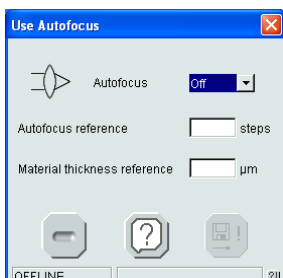 Use Autofocus
Autofocus Off
Autofocus reference steps
Material thickness reference µm
?
!
OFFLINE